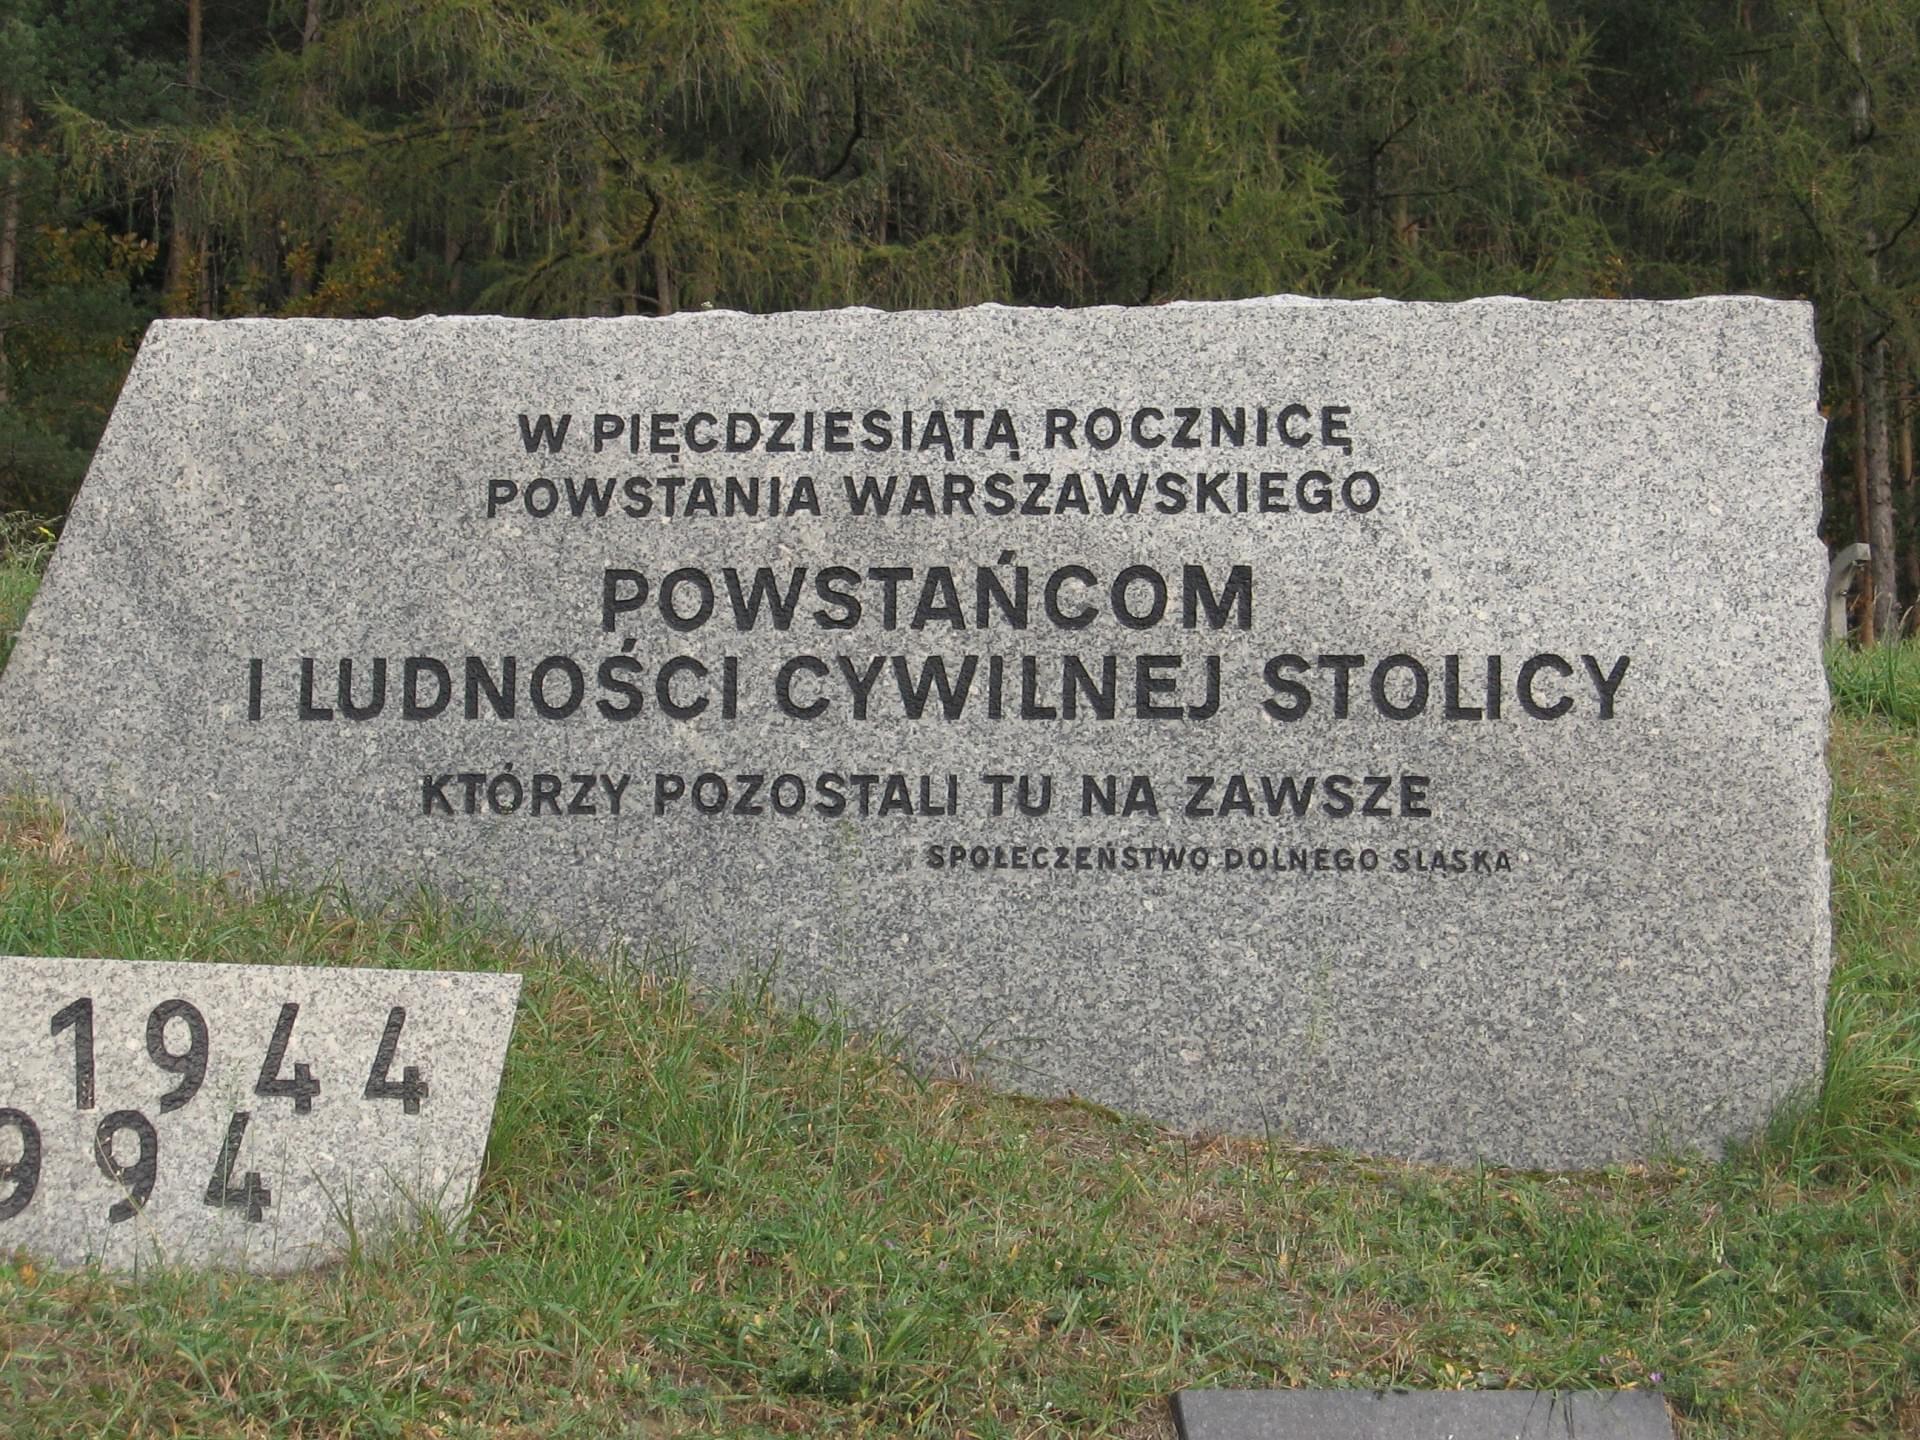 W PIĘCDZIESIĄTĄ ROCZNICĘ
POWSTANIA WARSZAWSKIEGO
POWSTAŃCOM
I LUDNOŚCI CYWILNEJ STOLICY
KTÓRZY POZOSTALI TU NA ZAWSZE
SPOŁECZEŃSTWO DOLNEGO ŚLĄSKA
1944
994